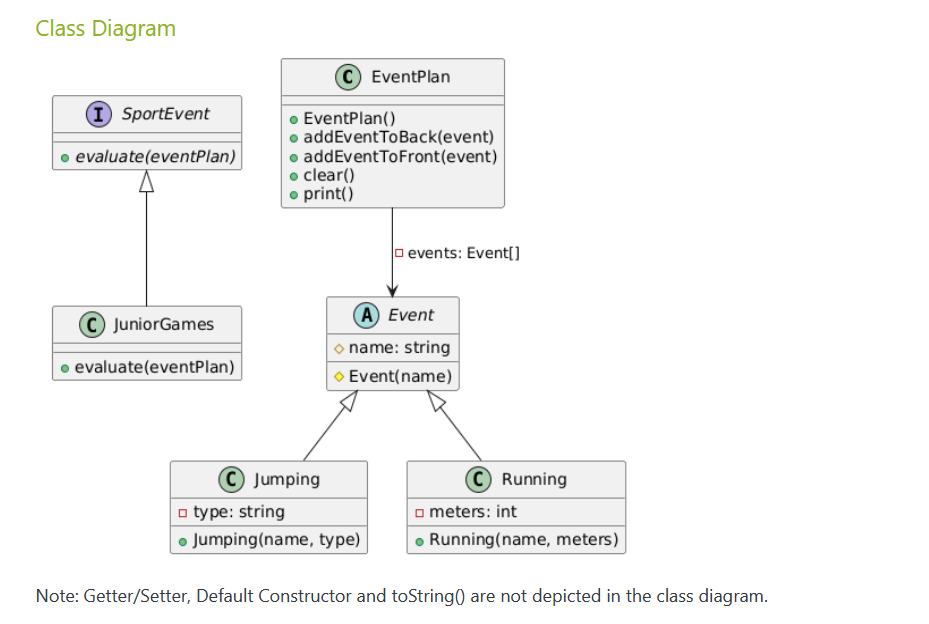 Class Diagram
C EventPlan
EventPlan()
addEventToBack(event)
addEventToFront(event)
clear()
print()
I SportEvent
evaluate(eventPlan)
events: Event[]
C JuniorGames
evaluate(eventPlan)
A Event
name: string
Event(name)
C Jumping
type: string
Jumping(name, type)
C Running
meters: int
Running(name, meters)
Note: Getter/Setter, Default Constructor and toString() are not depicted in the class diagram.